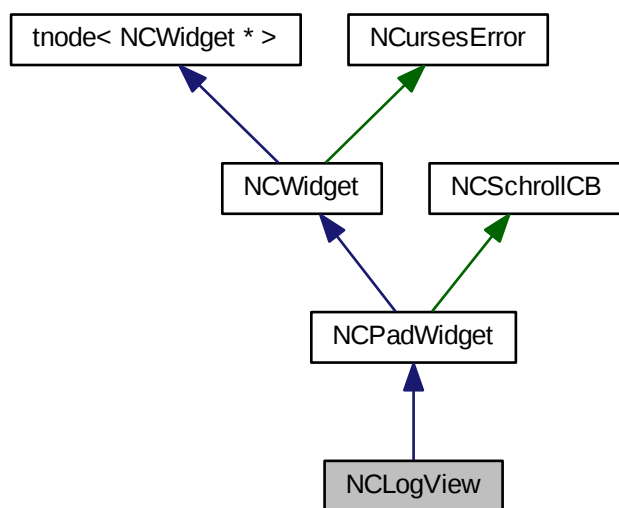 tnode< NCWidget * >
NCursesError
NCWidget
NCSchrollCB
NCPadWidget
NCLogView